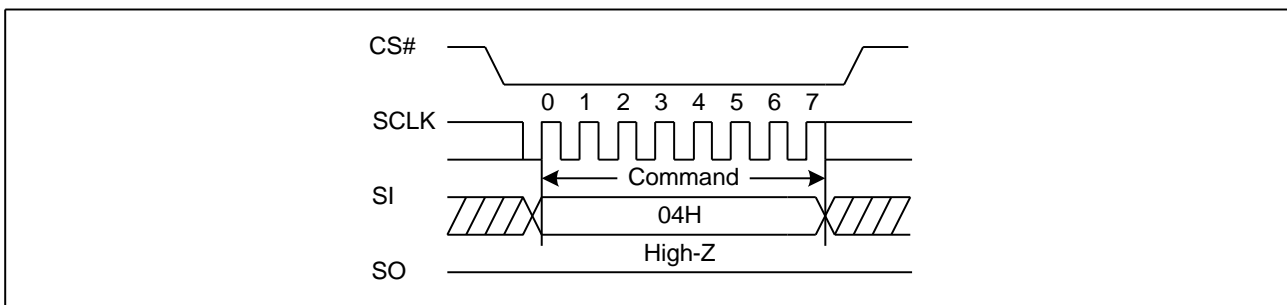 CS#
0 1 2 3 4 5 6 7
SCLK
Command
SI
04H
High-Z
SO